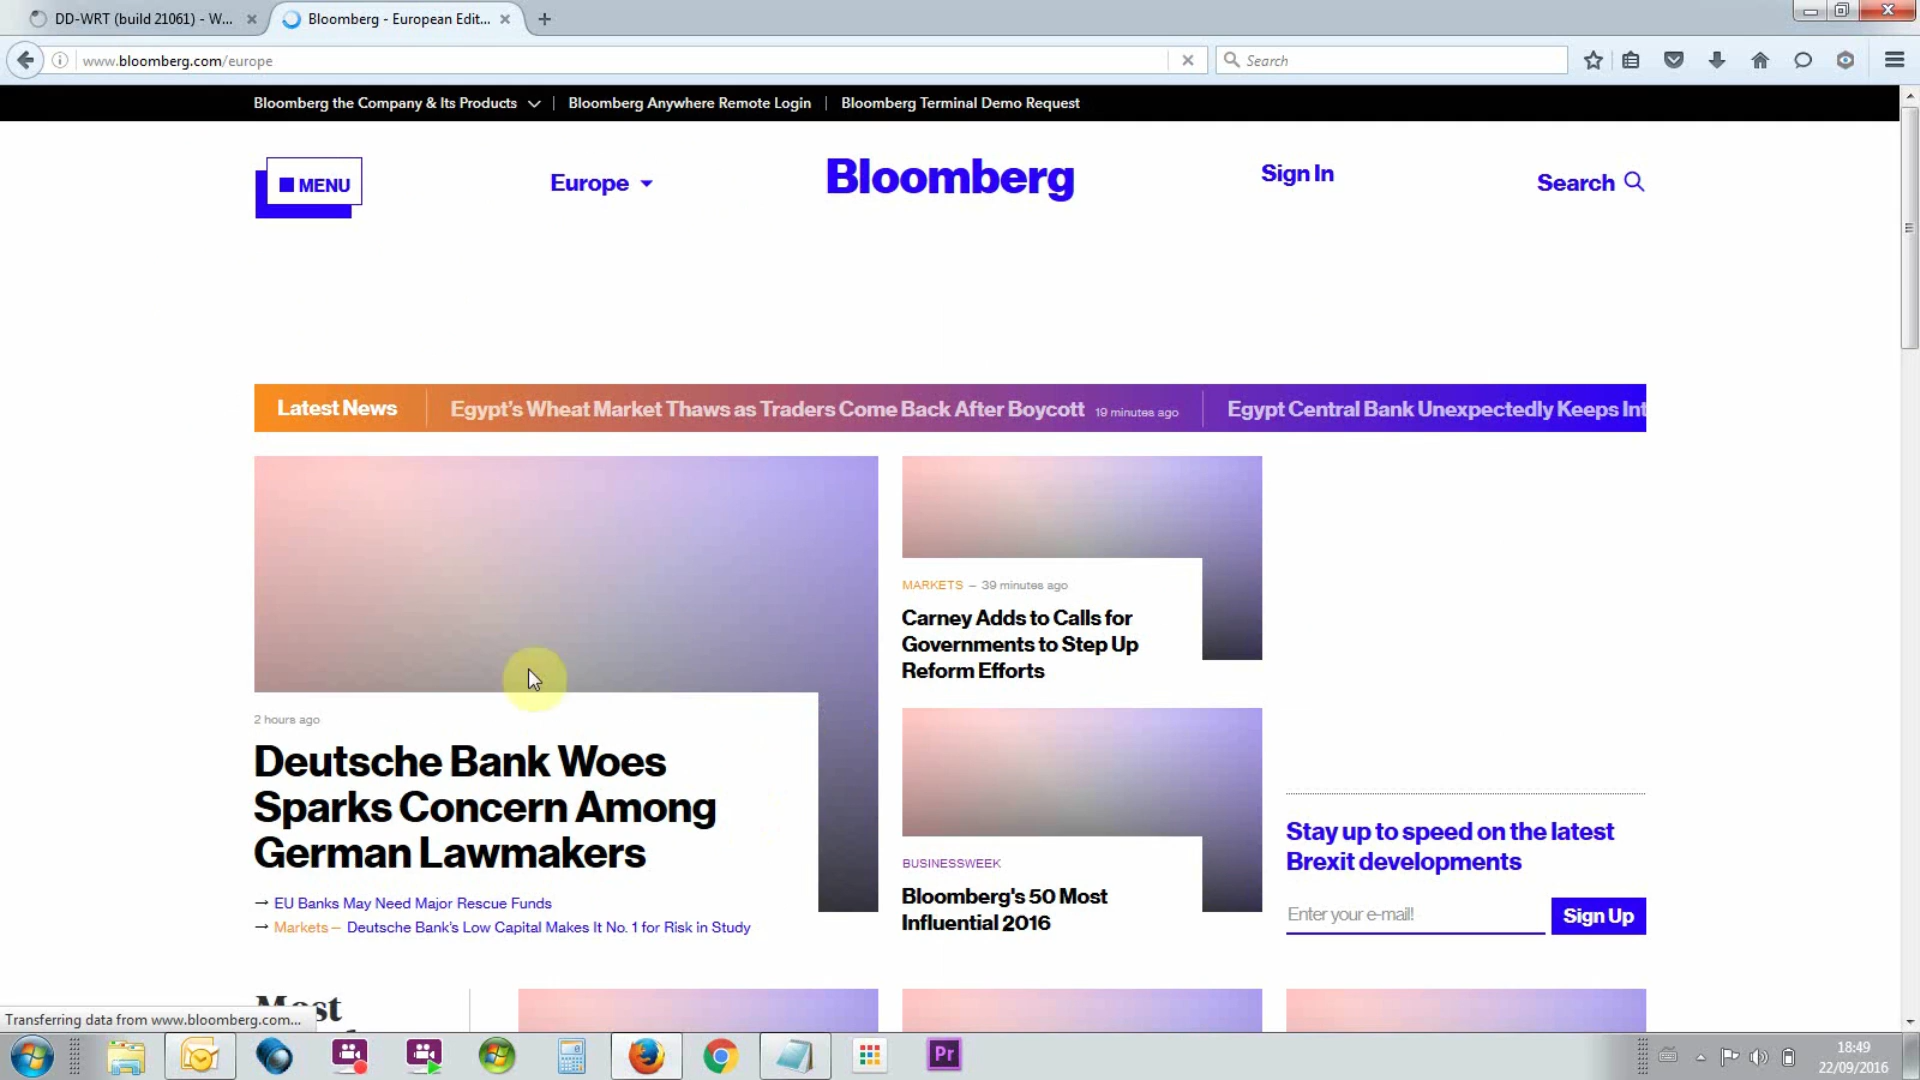 DD-WRT (build 21061) - W...
Bloomberg - European Edit...
www.bloomberg.com/europe
Search
Bloomberg the Company & Its Products
Bloomberg Anywhere Remote Login
Bloomberg Terminal Demo Request
MENU
Europe
Bloomberg
Sign In
Search
Latest News
Egypt's Wheat Market Thaws as Traders Come Back After Boycott 19 minutes ago
Egypt Central Bank Unexpectedly Keeps Int
MARKETS – 39 minutes ago
Carney Adds to Calls for
Governments to Step Up
Reform Efforts
2 hours ago
Deutsche Bank Woes
Sparks Concern Among
German Lawmakers
→ EU Banks May Need Major Rescue Funds
→ Markets – Deutsche Bank's Low Capital Makes It No. 1 for Risk in Study
BUSINESSWEEK
Bloomberg's 50 Most
Influential 2016
Stay up to speed on the latest
Brexit developments
Enter your e-mail!
Sign Up
Most
Transferring data from www.bloomberg.com...
Pr
18:49
22/09/2016